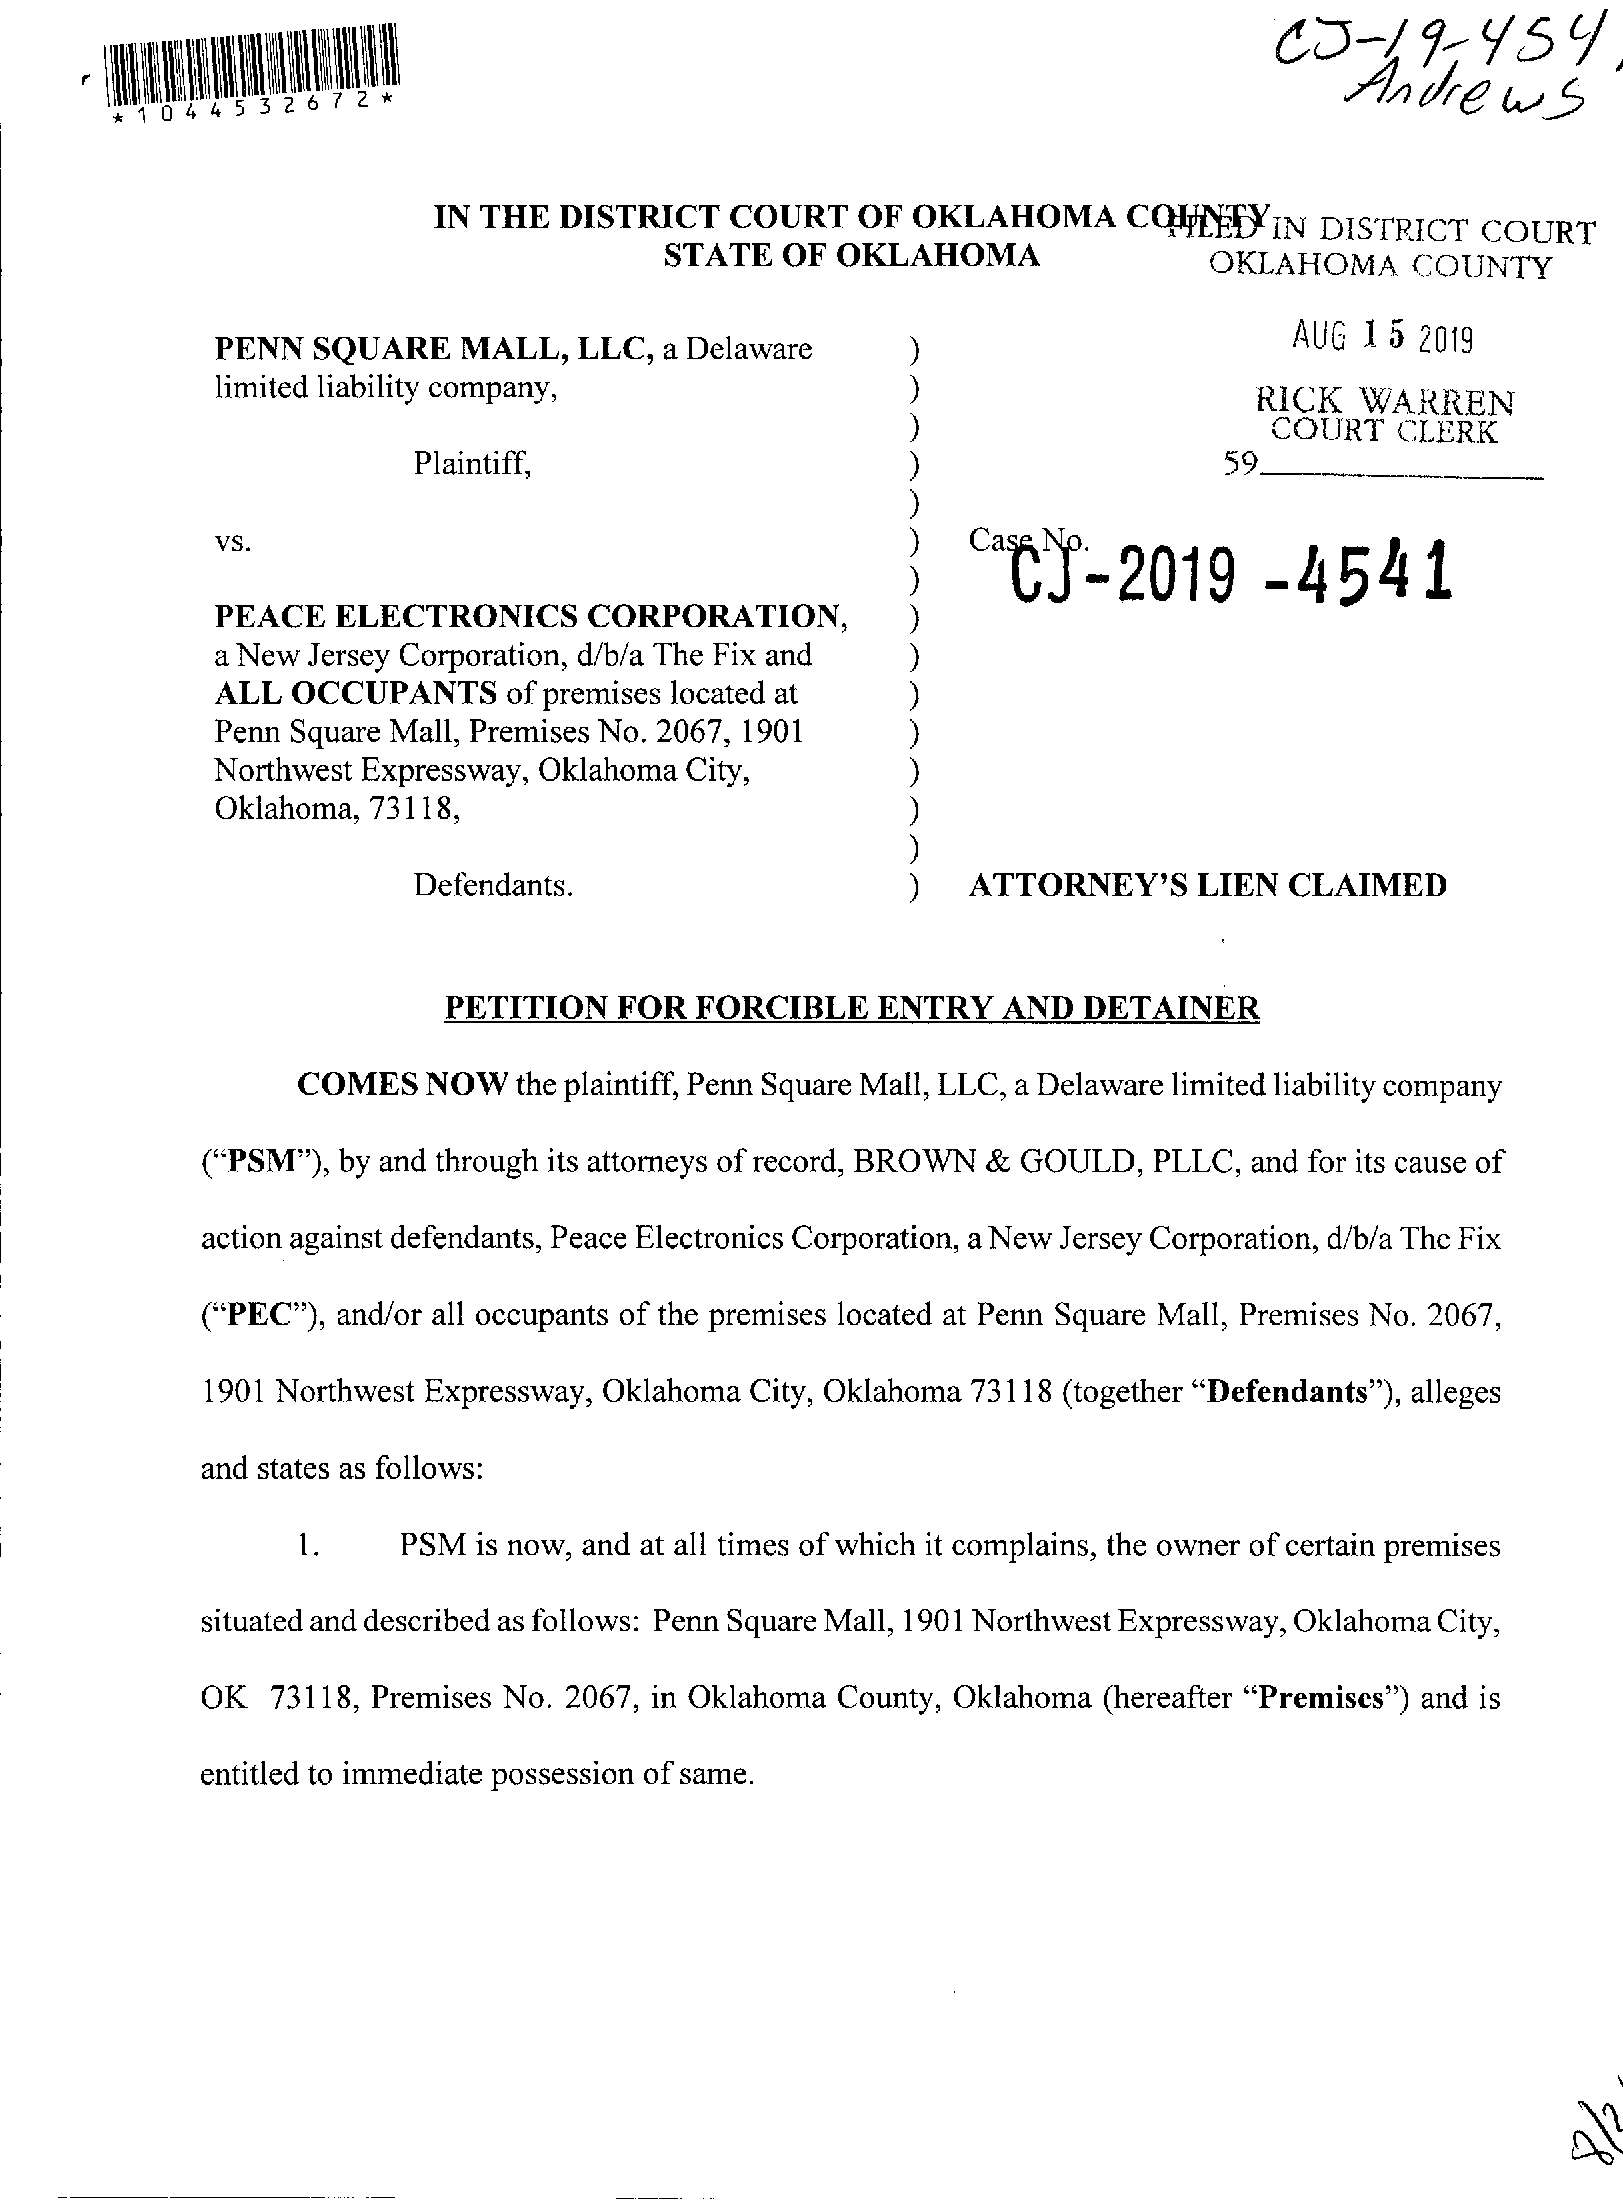 CJ-19-454
Andrews
*1044532672*
IN THE DISTRICT COURT OF OKLAHOMA COUNTY
STATE OF OKLAHOMA
FILED IN DISTRICT COURT
OKLAHOMA COUNTY
AUG 15 2019
RICK WARREN
COURT CLERK
59
PENN SQUARE MALL, LLC, a Delaware )
limited liability company, )
)
Plaintiff, )
)
vs. ) Case No.
CJ-2019-4541
)
PEACE ELECTRONICS CORPORATION, )
a New Jersey Corporation, d/b/a The Fix and )
ALL OCCUPANTS of premises located at )
Penn Square Mall, Premises No. 2067, 1901 )
Northwest Expressway, Oklahoma City, )
Oklahoma, 73118, )
)
Defendants. ) ATTORNEY'S LIEN CLAIMED
PETITION FOR FORCIBLE ENTRY AND DETAINER
COMES NOW the plaintiff, Penn Square Mall, LLC, a Delaware limited liability company
("PSM"), by and through its attorneys of record, BROWN & GOULD, PLLC, and for its cause of
action against defendants, Peace Electronics Corporation, a New Jersey Corporation, d/b/a The Fix
("PEC"), and/or all occupants of the premises located at Penn Square Mall, Premises No. 2067,
1901 Northwest Expressway, Oklahoma City, Oklahoma 73118 (together "Defendants"), alleges
and states as follows:
1. PSM is now, and at all times of which it complains, the owner of certain premises
situated and described as follows: Penn Square Mall, 1901 Northwest Expressway, Oklahoma City,
OK 73118, Premises No. 2067, in Oklahoma County, Oklahoma (hereafter "Premises") and is
entitled to immediate possession of same.